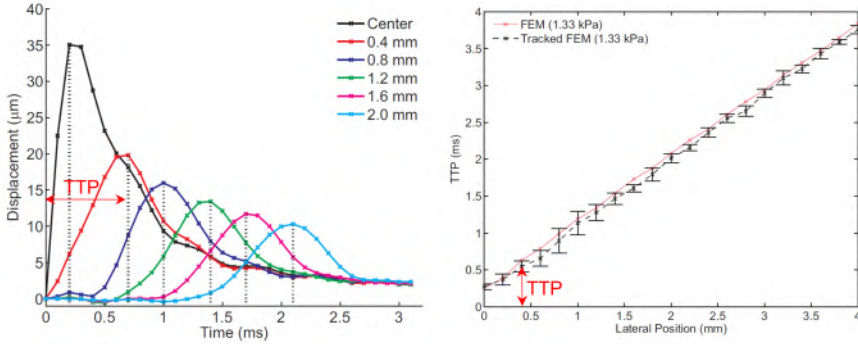 40
35
30
25
20
15
10
5
0
Displacement (μm)
TTP
Center
0.4 mm
0.8 mm
1.2 mm
1.6 mm
2.0 mm
0 0.5 1 1.5 2 2.5 3
Time (ms)
4
3.5
3
2.5
2
1.5
1
0.5
0
TTP (ms)
FEM (1.33 kPa)
Tracked FEM (1.33 kPa)
TTP
0 0.5 1 1.5 2 2.5 3 3.5 4
Lateral Position (mm)